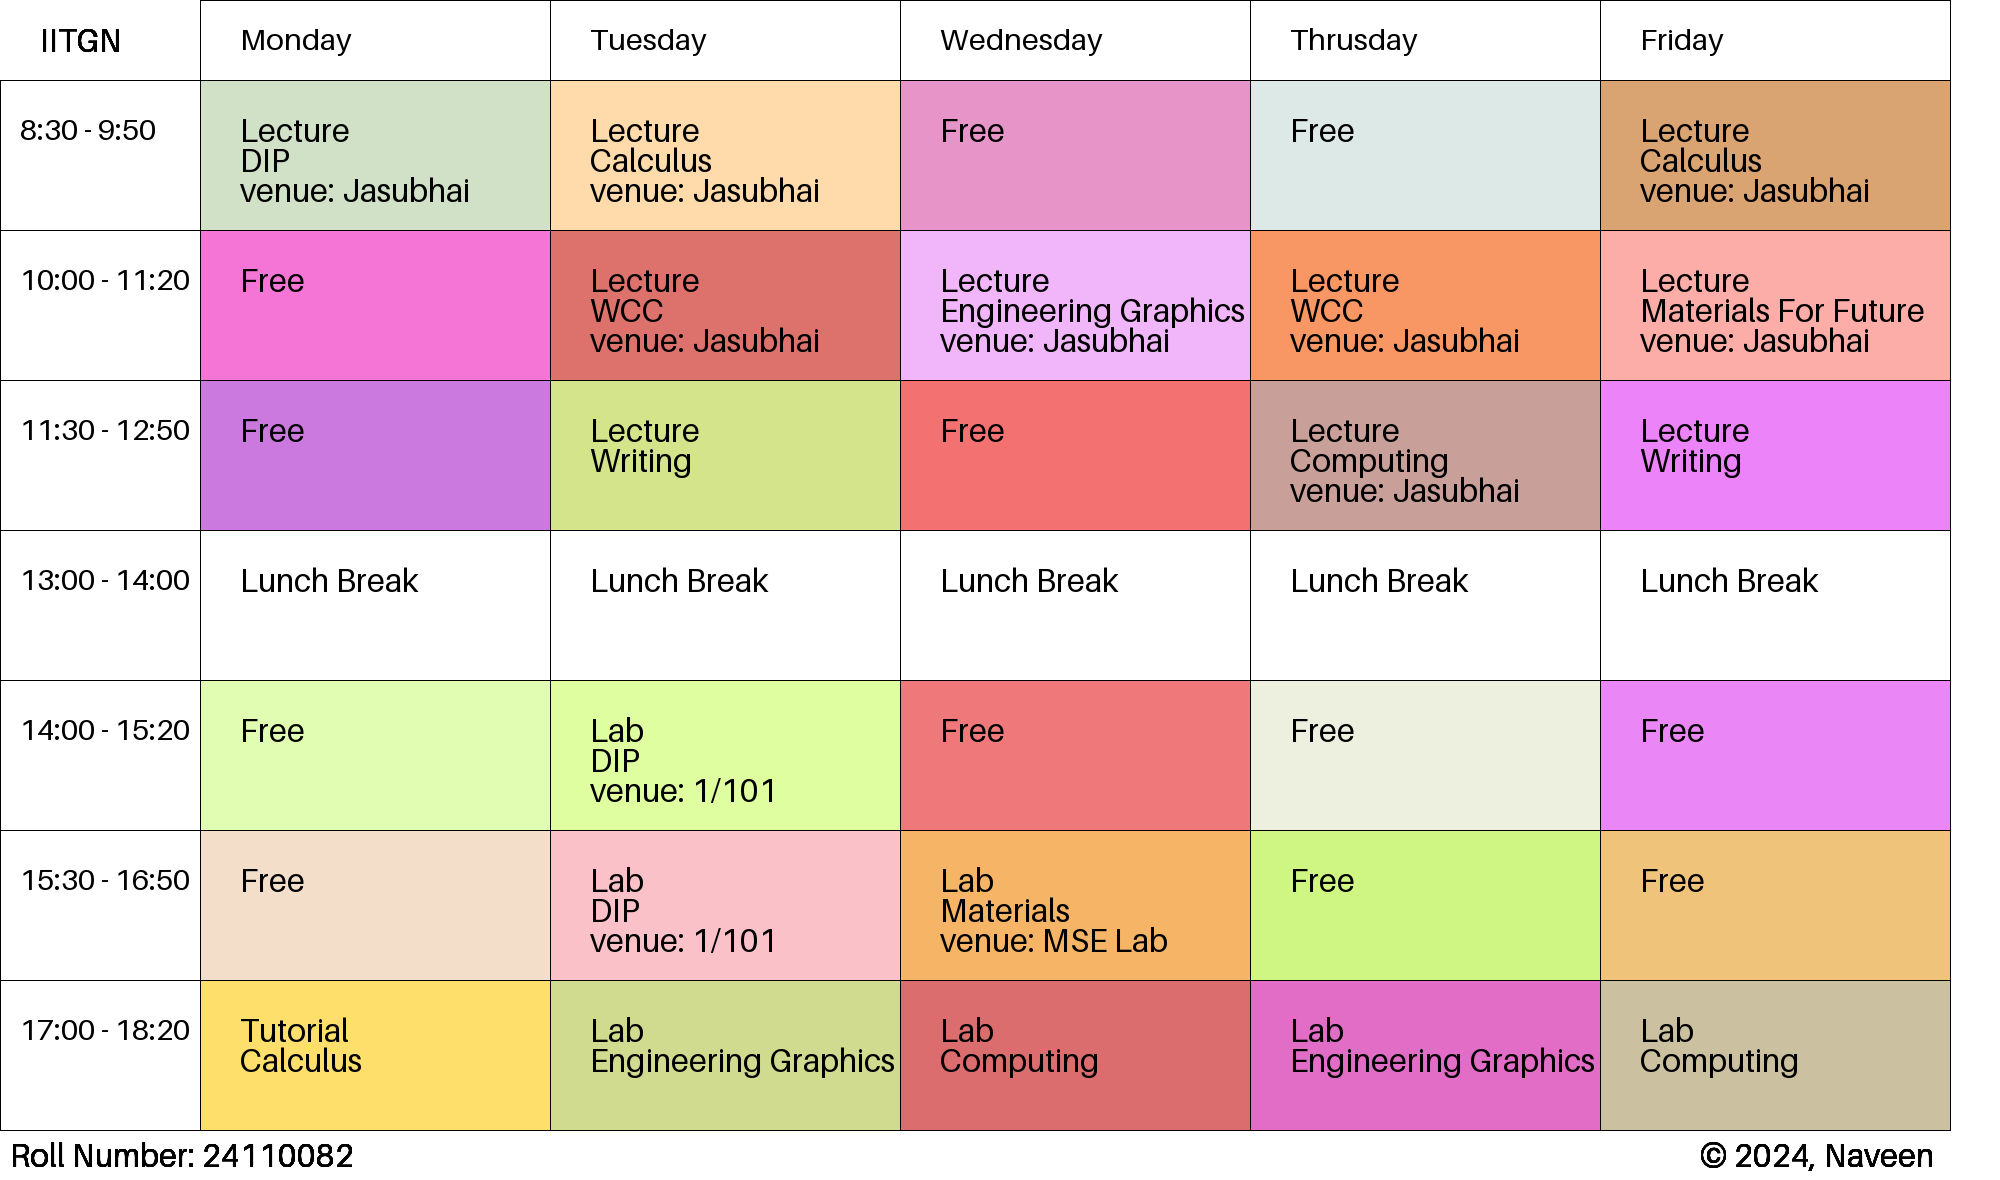 IITGN Monday Tuesday Wednesday Thrusday Friday
8:30 - 9:50
Lecture
DIP
venue: Jasubhai
Lecture
Calculus
venue: Jasubhai
Free
Free
Lecture
Calculus
venue: Jasubhai
10:00 - 11:20
Free
Lecture
WCC
venue: Jasubhai
Lecture
Engineering Graphics
venue: Jasubhai
Lecture
WCC
venue: Jasubhai
Lecture
Materials For Future
venue: Jasubhai
11:30 - 12:50
Free
Lecture
Writing
Free
Lecture
Computing
venue: Jasubhai
Lecture
Writing
13:00 - 14:00
Lunch Break
Lunch Break
Lunch Break
Lunch Break
Lunch Break
14:00 - 15:20
Free
Lab
DIP
venue: 1/101
Free
Free
Free
15:30 - 16:50
Free
Lab
DIP
venue: 1/101
Lab
Materials
venue: MSE Lab
Free
Free
17:00 - 18:20
Tutorial
Calculus
Lab
Engineering Graphics
Lab
Computing
Lab
Engineering Graphics
Lab
Computing
Roll Number: 24110082
© 2024, Naveen